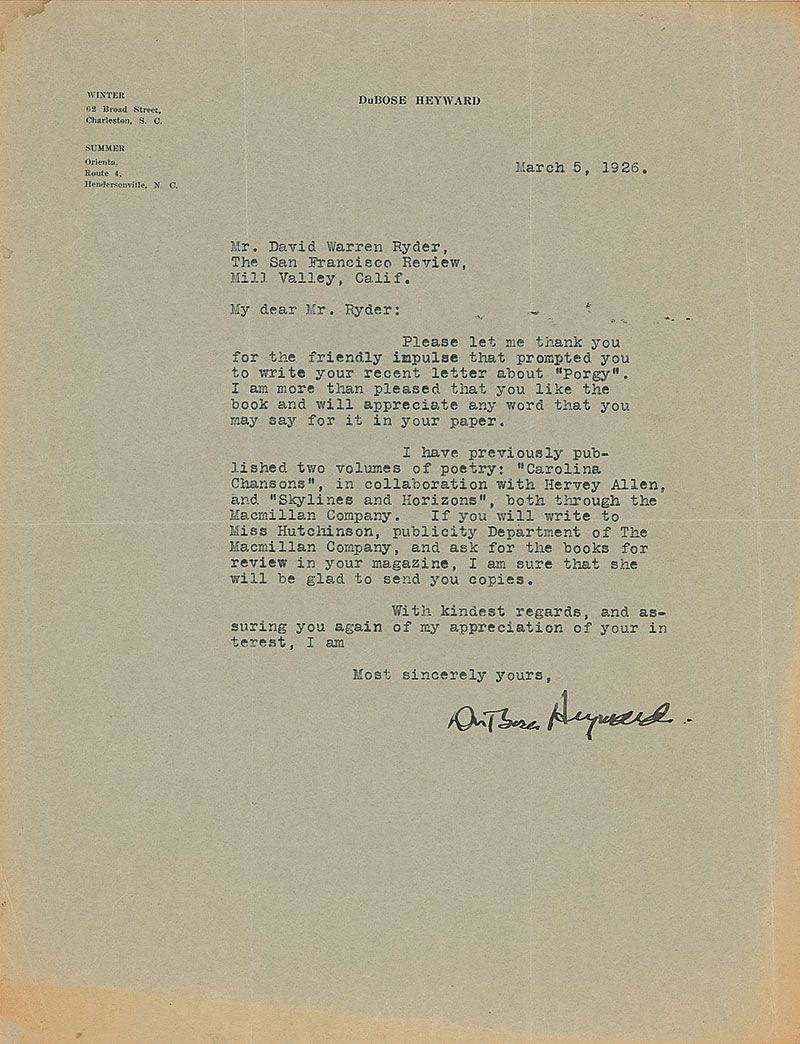 WINTER
62 Broad Street,
Charleston, S. C.
SUMMER
Orienta,
Route 4,
Hendersonville, N. C.
DuBOSE HEYWARD
March 5, 1926.
Mr. David Warren Ryder,
The San Francisco Review,
Mill Valley, Calif.
My dear Mr. Ryder:
Please let me thank you
for the friendly impulse that prompted you
to write your recent letter about "Porgy".
I am more than pleased that you like the
book and will appreciate any word that you
may say for it in your paper.
I have previously pub-
lished two volumes of poetry: "Carolina
Chansons", in collaboration with Hervey Allen,
and "Skylines and Horizons", both through the
Macmillan Company. If you will write to
Miss Hutchinson, publicity Department of The
Macmillan Company, and ask for the books for
review in your magazine, I am sure that she
will be glad to send you copies.
With kindest regards, and as-
suring you again of my appreciation of your in
terest, I am
Most sincerely yours,
DuBose Heyward.